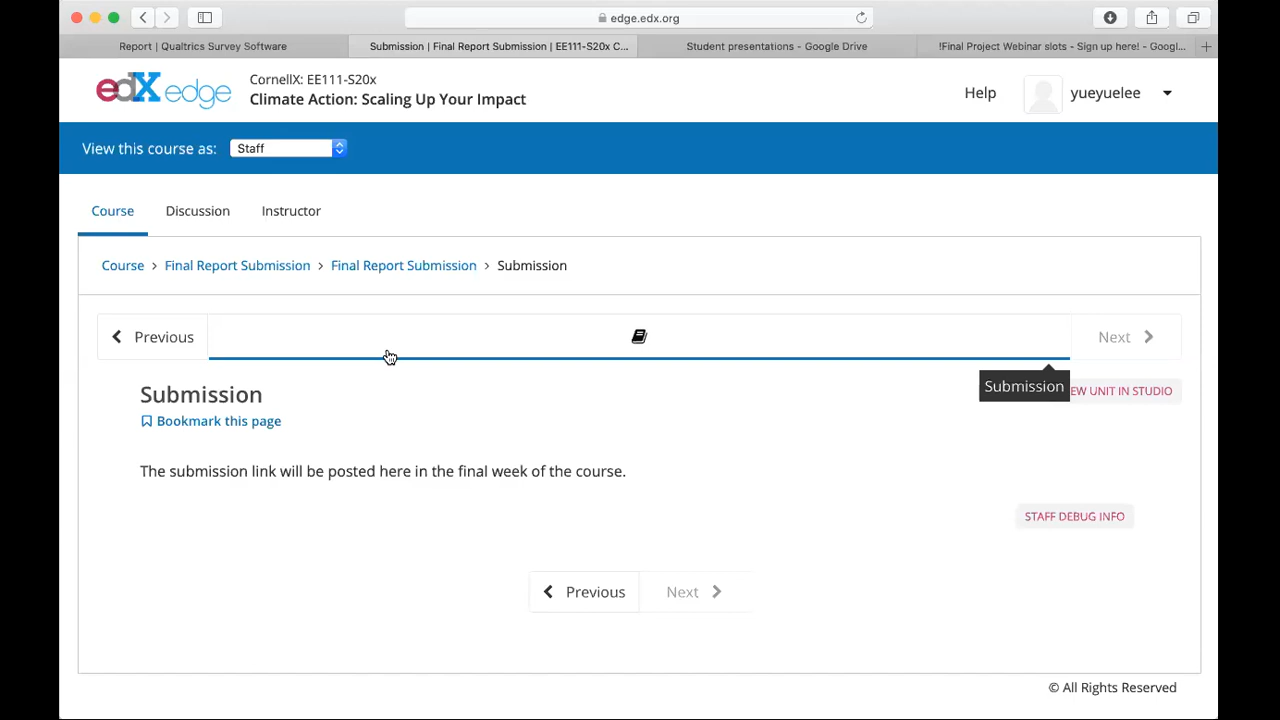 edge.edx.org
Report | Qualtrics Survey Software
Submission | Final Report Submission | EE111-S20x C...
Student presentations - Google Drive
!Final Project Webinar slots - Sign up here! - Googl...
edX edge
CornellX: EE111-S20x
Climate Action: Scaling Up Your Impact
Help
yueyuelee
View this course as:
Staff
Course
Discussion
Instructor
Course > Final Report Submission > Final Report Submission > Submission
Previous
Next
Submission
Submission
EW UNIT IN STUDIO
Bookmark this page
The submission link will be posted here in the final week of the course.
STAFF DEBUG INFO
Previous
Next
© All Rights Reserved